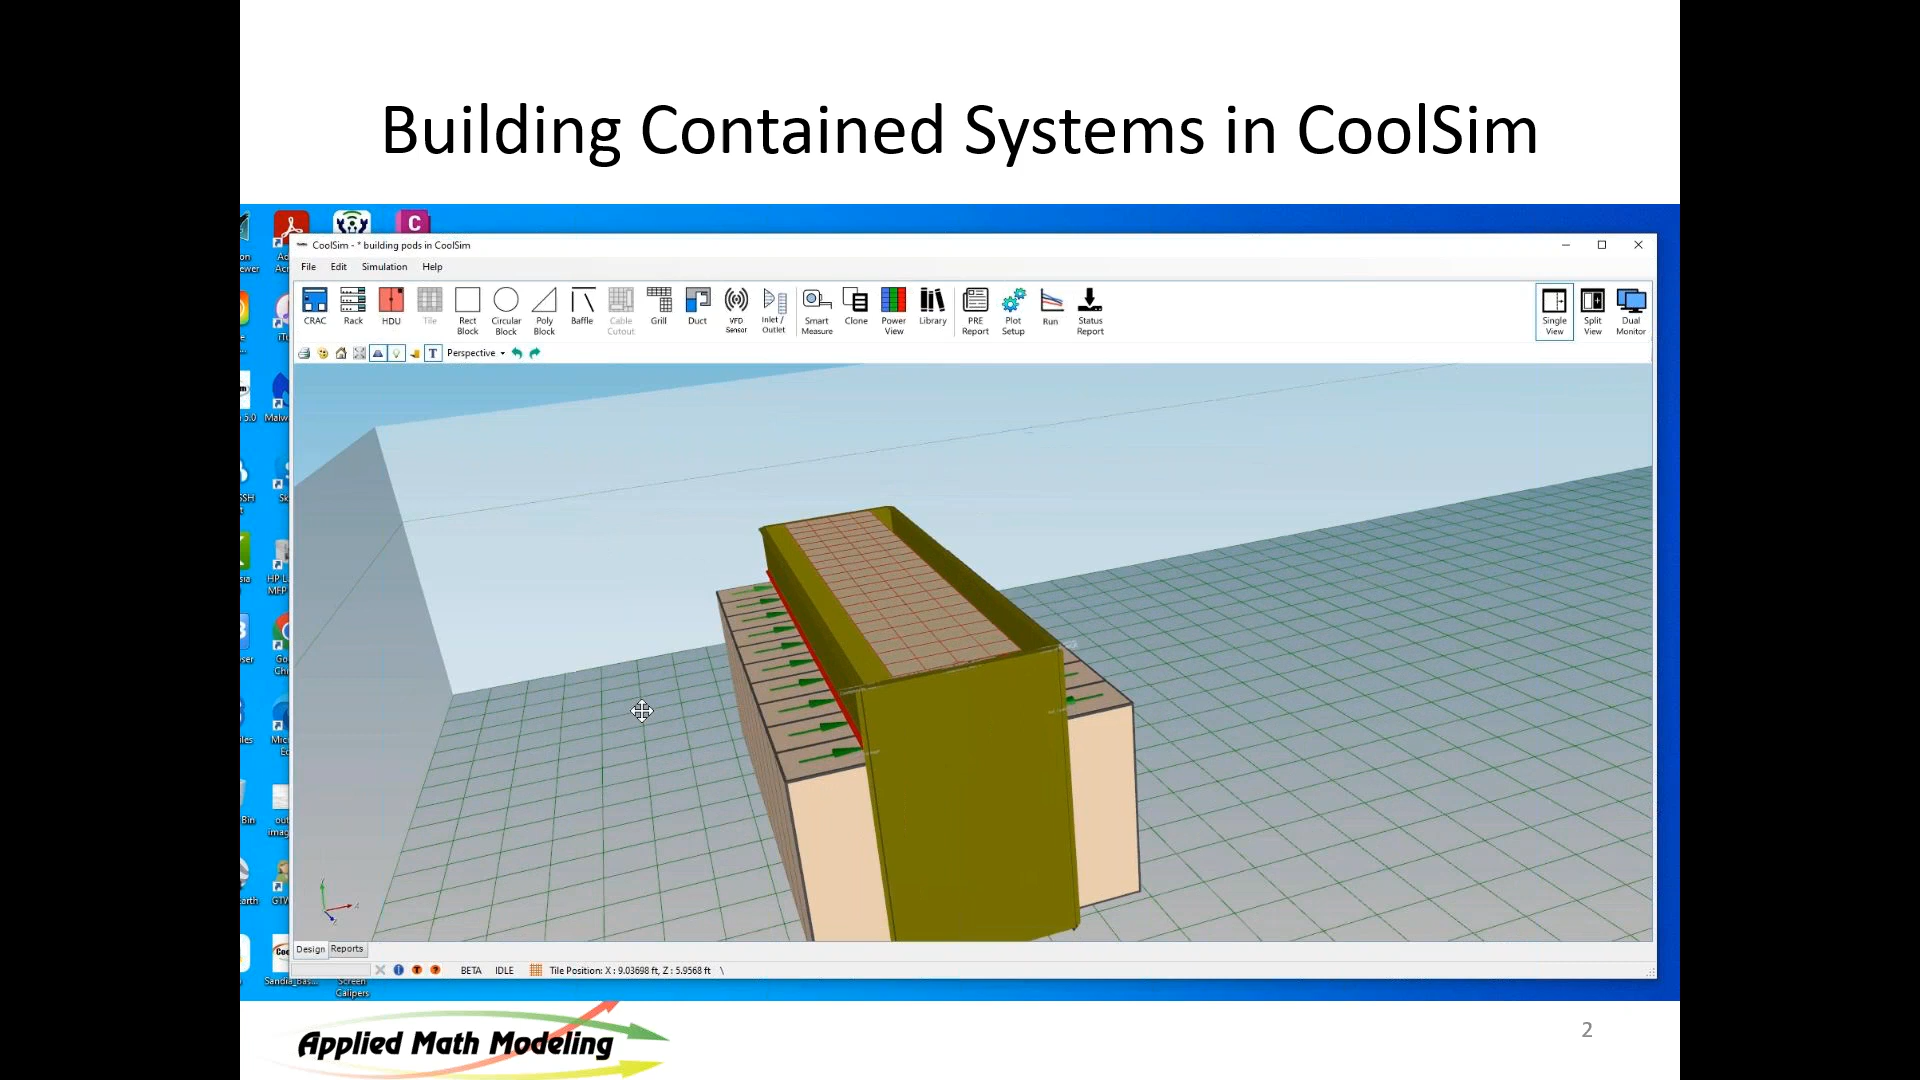 Building Contained Systems in CoolSim
CoolSim - * building pods in CoolSim
File Edit Simulation Help
CRAC Rack HDU Tile Rect Block Circular Block Poly Block Baffle Cable Cutout Grill Duct VFD Sensor Inlet / Outlet Smart Measure Clone Power View Library PRE Report Plot Setup Run Status Report Single View Split View Dual Monitor
T Perspective
Design Reports
BETA IDLE Tile Position: X : 9.03698 ft, Z : 5.9568 ft \
Sandia_bas... Screen Calipers
Applied Math Modeling
2